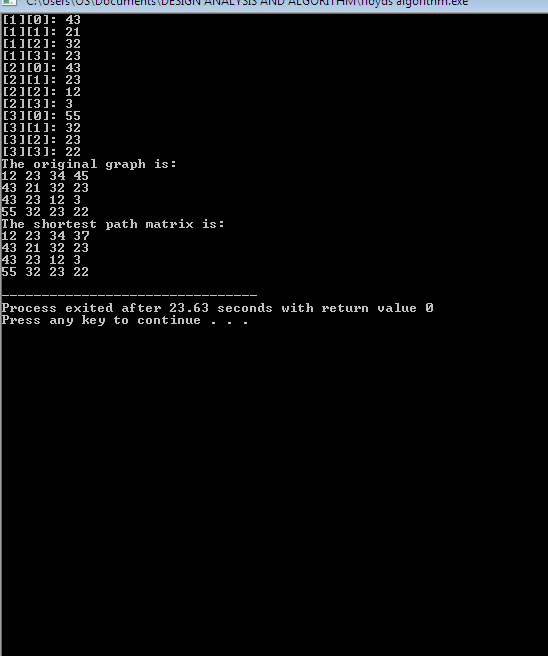 C:\Users\OS\Documents\DESIGN ANALYSIS AND ALGORITHM\floyds algorithm.exe
[1][0]: 43
[1][1]: 21
[1][2]: 32
[1][3]: 23
[2][0]: 43
[2][1]: 23
[2][2]: 12
[2][3]: 3
[3][0]: 55
[3][1]: 32
[3][2]: 23
[3][3]: 22
The original graph is:
12 23 34 45
43 21 32 23
43 23 12 3
55 32 23 22
The shortest path matrix is:
12 23 34 37
43 21 32 23
43 23 12 3
55 32 23 22
--------------------------------
Process exited after 23.63 seconds with return value 0
Press any key to continue . . .